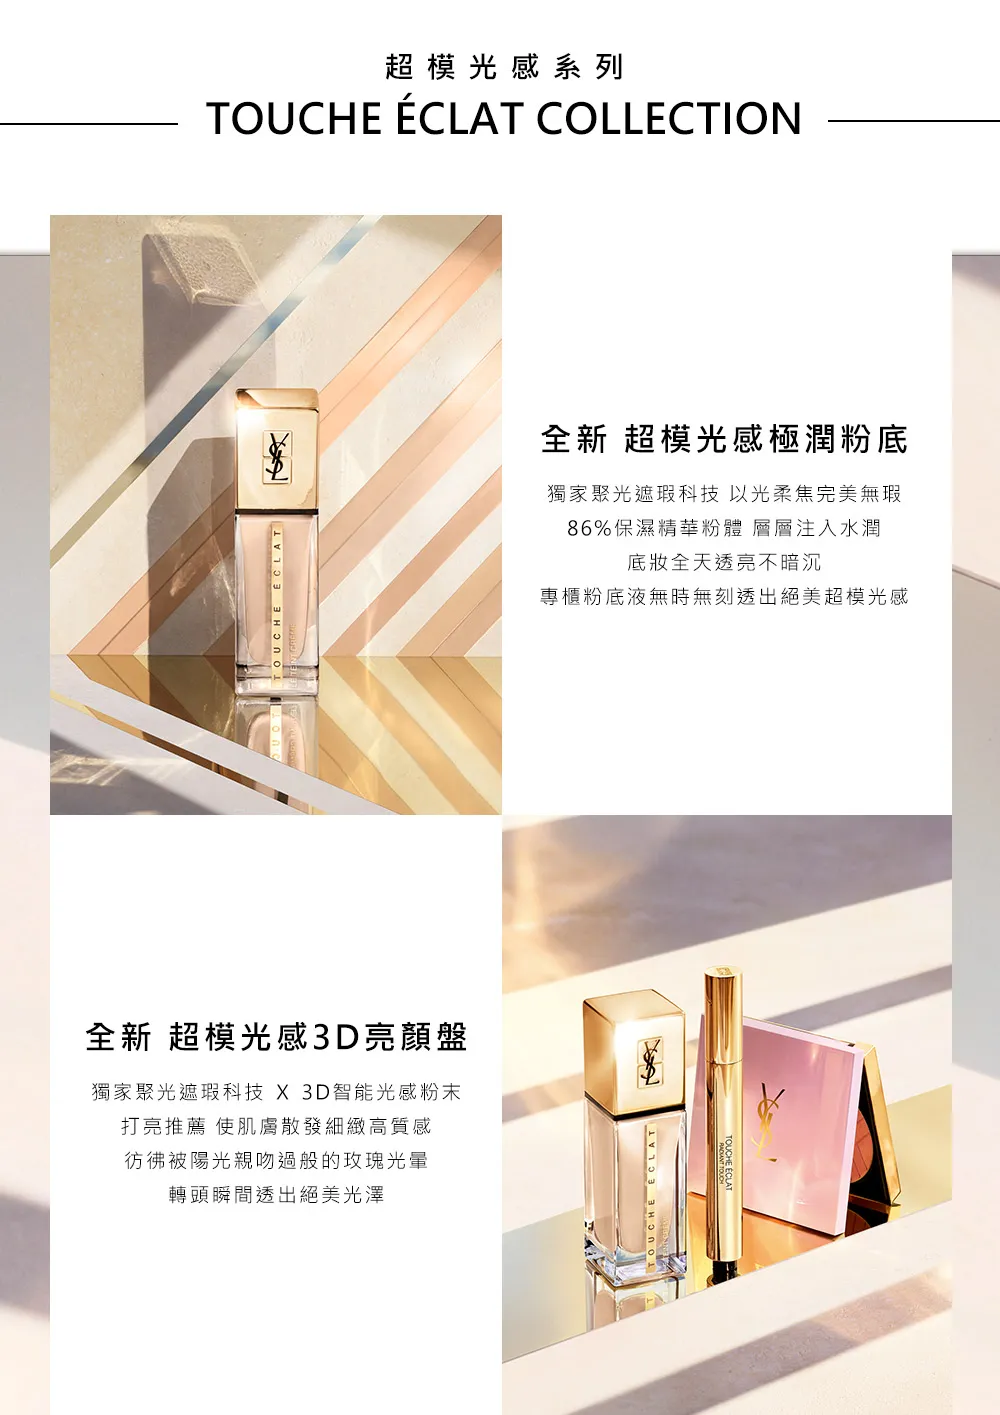 超模光感系列
TOUCHE ÉCLAT COLLECTION
YSL
TOUCHE ÉCLAT
全新 超模光感極潤粉底
獨家聚光遮瑕科技 以光柔焦完美無瑕
86%保濕精華粉體 層層注入水潤
底妝全天透亮不暗沉
專櫃粉底液無時無刻透出絕美超模光感
全新 超模光感3D亮顏盤
獨家聚光遮瑕科技 X 3D智能光感粉末
打亮推薦 使肌膚散發細緻高質感
彷彿被陽光親吻過般的玫瑰光暈
轉頭瞬間透出絕美光澤
YSL
TOUCHE ÉCLAT
TOUCHE ÉCLAT
RADIANT TOUCH
YSL